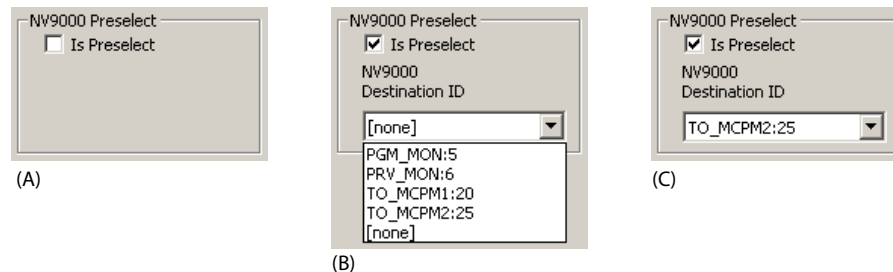 NV9000 Preselect
Is Preselect
(A)
NV9000 Preselect
Is Preselect
NV9000
Destination ID
[none]
PGM_MON:5
PRV_MON:6
TO_MCPM1:20
TO_MCPM2:25
[none]
(B)
NV9000 Preselect
Is Preselect
NV9000
Destination ID
TO_MCPM2:25
(C)